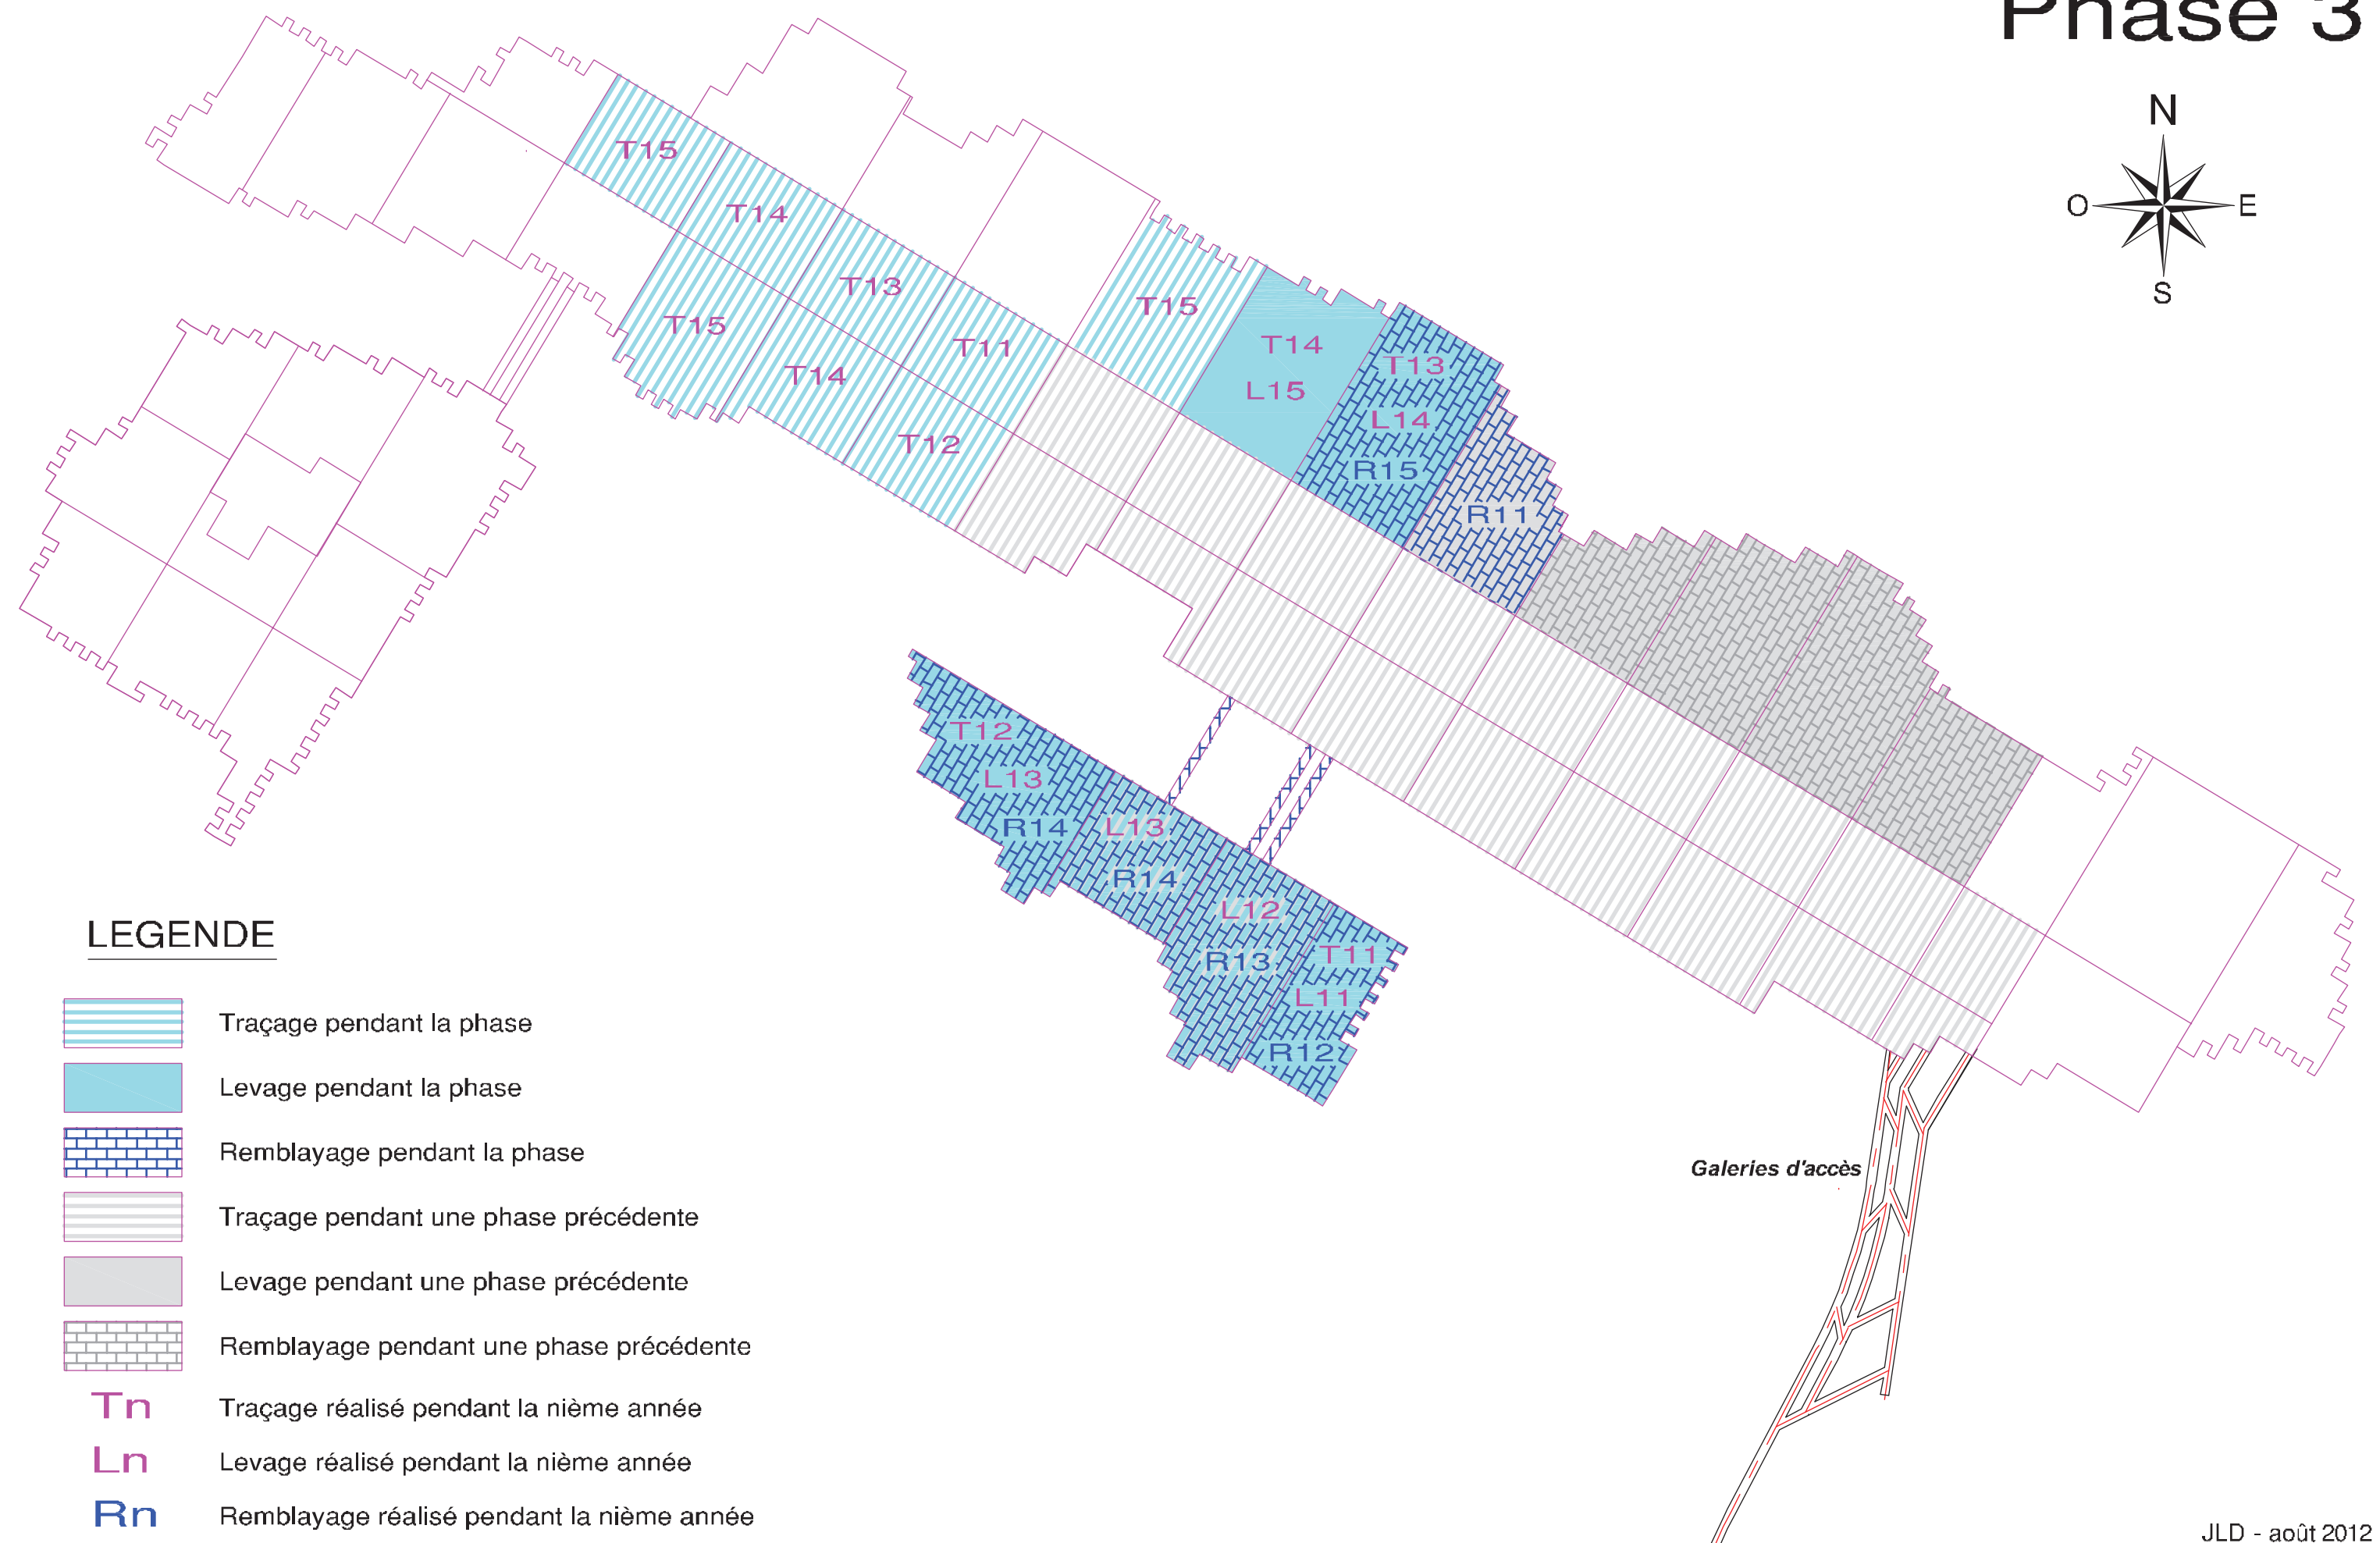 Phase 3
N
O
E
S
T15
T14
T13
T11
T15
T14
T12
T15
T14
L15
T13
L14
R15
R11
T12
L13
R14
L13
R14
L12
R13
T11
L11
R12
Galeries d'accès
LEGENDE
Traçage pendant la phase
Levage pendant la phase
Remblayage pendant la phase
Traçage pendant une phase précédente
Levage pendant une phase précédente
Remblayage pendant une phase précédente
Tn Traçage réalisé pendant la nième année
Ln Levage réalisé pendant la nième année
Rn Remblayage réalisé pendant la nième année
JLD - août 2012